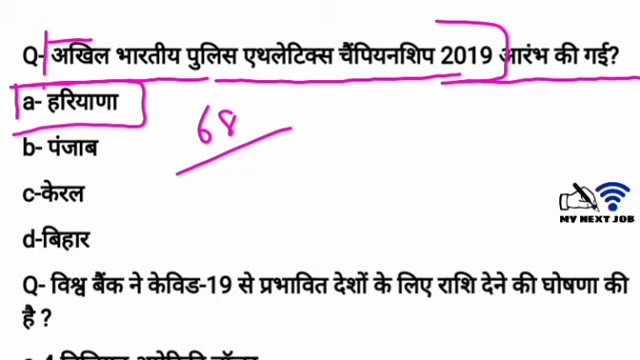 Q- अखिल भारतीय पुलिस एथलेटिक्स चैंपियनशिप 2019 आरंभ की गई?
a- हरियाणा
68
b- पंजाब
c-केरल
MY NEXT JOB
d-बिहार
Q- विश्व बैंक ने केविड-19 से प्रभावित देशों के लिए राशि देने की घोषणा की
है ?